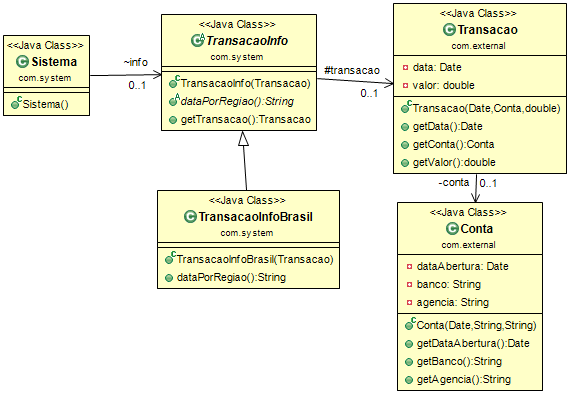 <<Java Class>>
Sistema
com.system
Sistema()
~info
0..1
<<Java Class>>
TransacaoInfo
com.system
TransacaoInfo(Transacao)
dataPorRegiao():String
getTransacao():Transacao
#transacao
0..1
<<Java Class>>
Transacao
com.external
data: Date
valor: double
Transacao(Date,Conta,double)
getData():Date
getConta():Conta
getValor():double
-conta
0..1
<<Java Class>>
TransacaoInfoBrasil
com.system
TransacaoInfoBrasil(Transacao)
dataPorRegiao():String
<<Java Class>>
Conta
com.external
dataAbertura: Date
banco: String
agencia: String
Conta(Date,String,String)
getDataAbertura():Date
getBanco():String
getAgencia():String